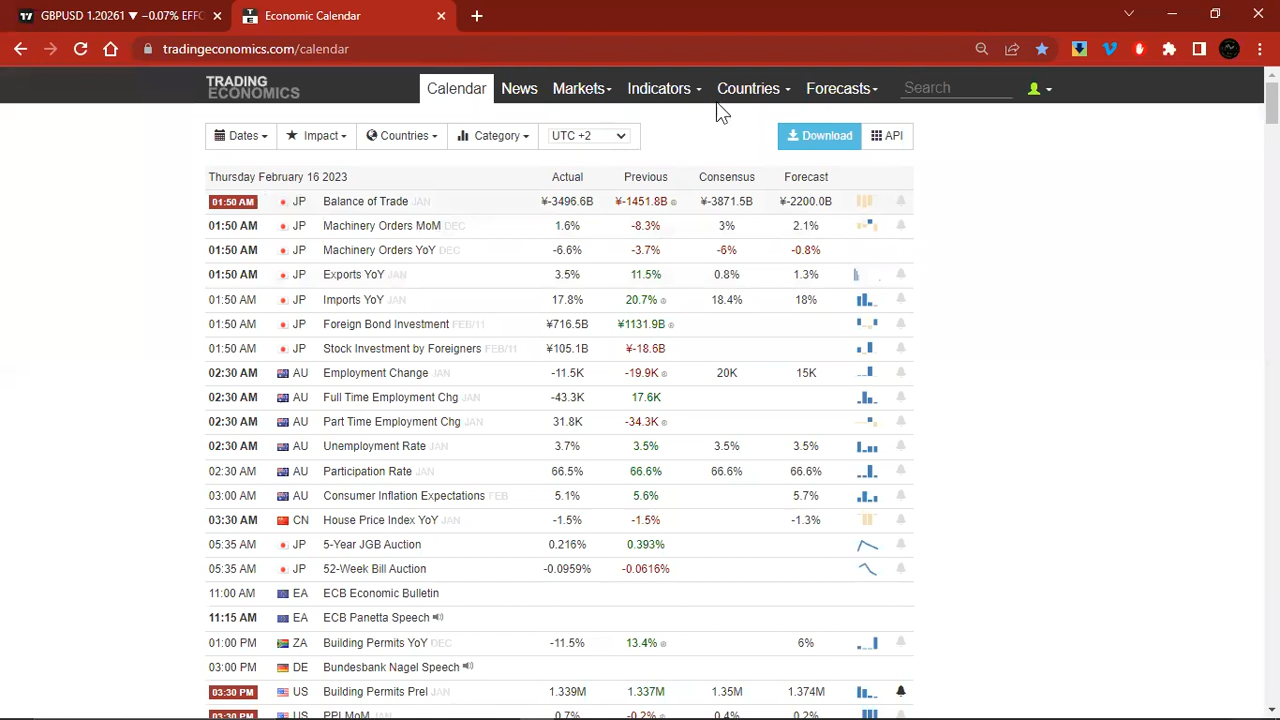 GBPUSD 1.20261 ▼ −0.07% EFFC
Economic Calendar
tradingeconomics.com/calendar
TRADING ECONOMICS
Calendar News Markets Indicators Countries Forecasts Search
Dates Impact Countries Category UTC +2 Download API
Thursday February 16 2023 Actual Previous Consensus Forecast
01:50 AM JP Balance of Trade JAN ¥-3496.6B ¥-1451.8B ¥-3871.5B ¥-2200.0B
01:50 AM JP Machinery Orders MoM DEC 1.6% -8.3% 3% 2.1%
01:50 AM JP Machinery Orders YoY DEC -6.6% -3.7% -6% -0.8%
01:50 AM JP Exports YoY JAN 3.5% 11.5% 0.8% 1.3%
01:50 AM JP Imports YoY JAN 17.8% 20.7% 18.4% 18%
01:50 AM JP Foreign Bond Investment FEB/11 ¥716.5B ¥1131.9B
01:50 AM JP Stock Investment by Foreigners FEB/11 ¥105.1B ¥-18.6B
02:30 AM AU Employment Change JAN -11.5K -19.9K 20K 15K
02:30 AM AU Full Time Employment Chg JAN -43.3K 17.6K
02:30 AM AU Part Time Employment Chg JAN 31.8K -34.3K
02:30 AM AU Unemployment Rate JAN 3.7% 3.5% 3.5% 3.5%
02:30 AM AU Participation Rate JAN 66.5% 66.6% 66.6% 66.6%
03:00 AM AU Consumer Inflation Expectations FEB 5.1% 5.6% 5.7%
03:30 AM CN House Price Index YoY JAN -1.5% -1.5% -1.3%
05:35 AM JP 5-Year JGB Auction 0.216% 0.393%
05:35 AM JP 52-Week Bill Auction -0.0959% -0.0616%
11:00 AM EA ECB Economic Bulletin
11:15 AM EA ECB Panetta Speech
01:00 PM ZA Building Permits YoY DEC -11.5% 13.4% 6%
03:00 PM DE Bundesbank Nagel Speech
03:30 PM US Building Permits Prel JAN 1.339M 1.337M 1.35M 1.374M
03:30 PM US PPI MoM JAN 0.7% -0.2% 0.4% 0.2%